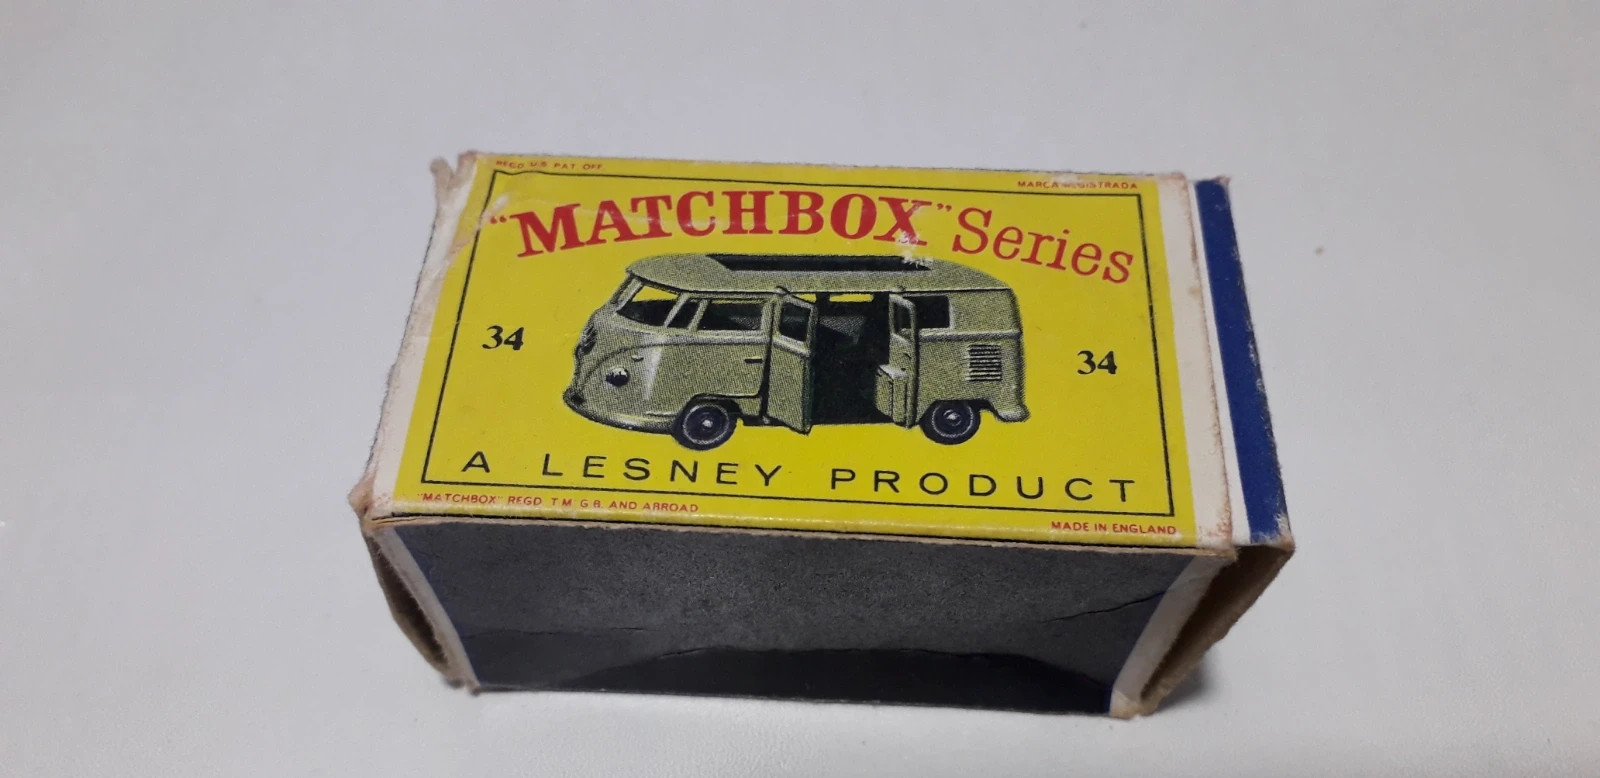 REGD U.S. PAT. OFF.
MARCA REGISTRADA
"MATCHBOX" Series
34
34
A LESNEY PRODUCT
"MATCHBOX" REGD. T.M. G.B. AND ABROAD
MADE IN ENGLAND